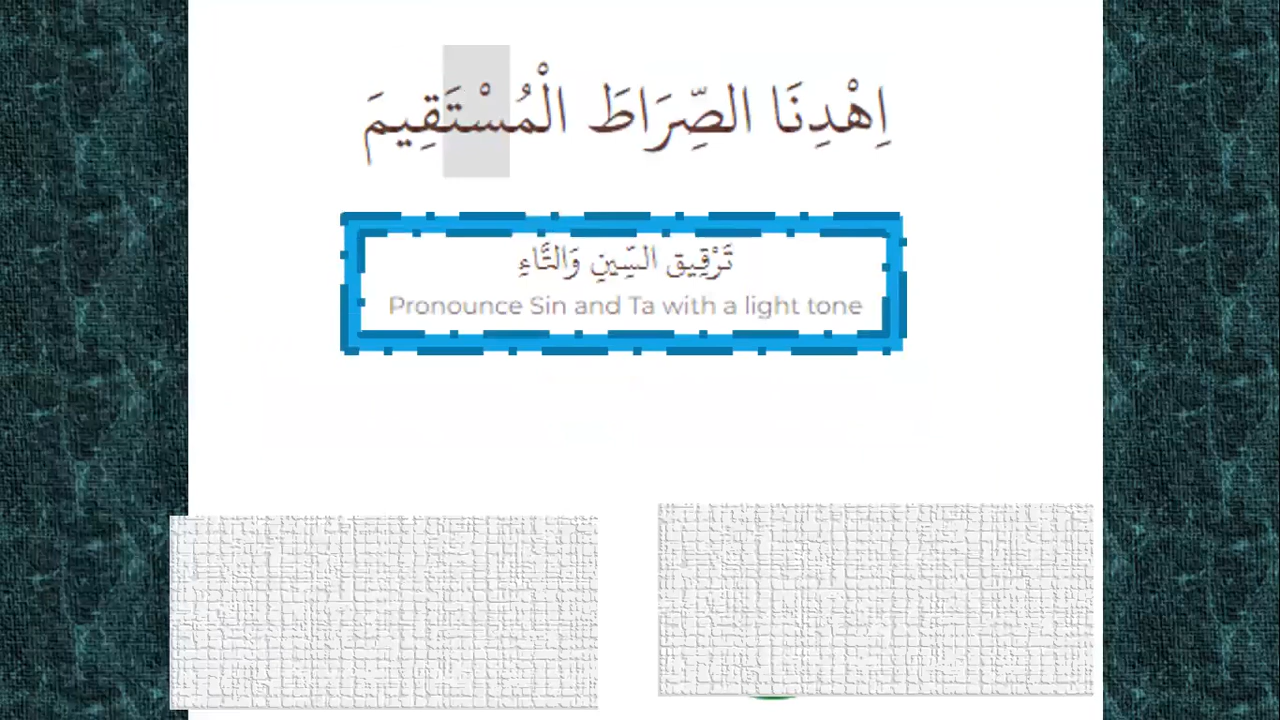 اِهْدِنَا الصِّرَاطَ الْمُسْتَقِيمَ
تَرْقِيق السِّينِ وَالتَّاءِ
Pronounce Sin and Ta with a light tone